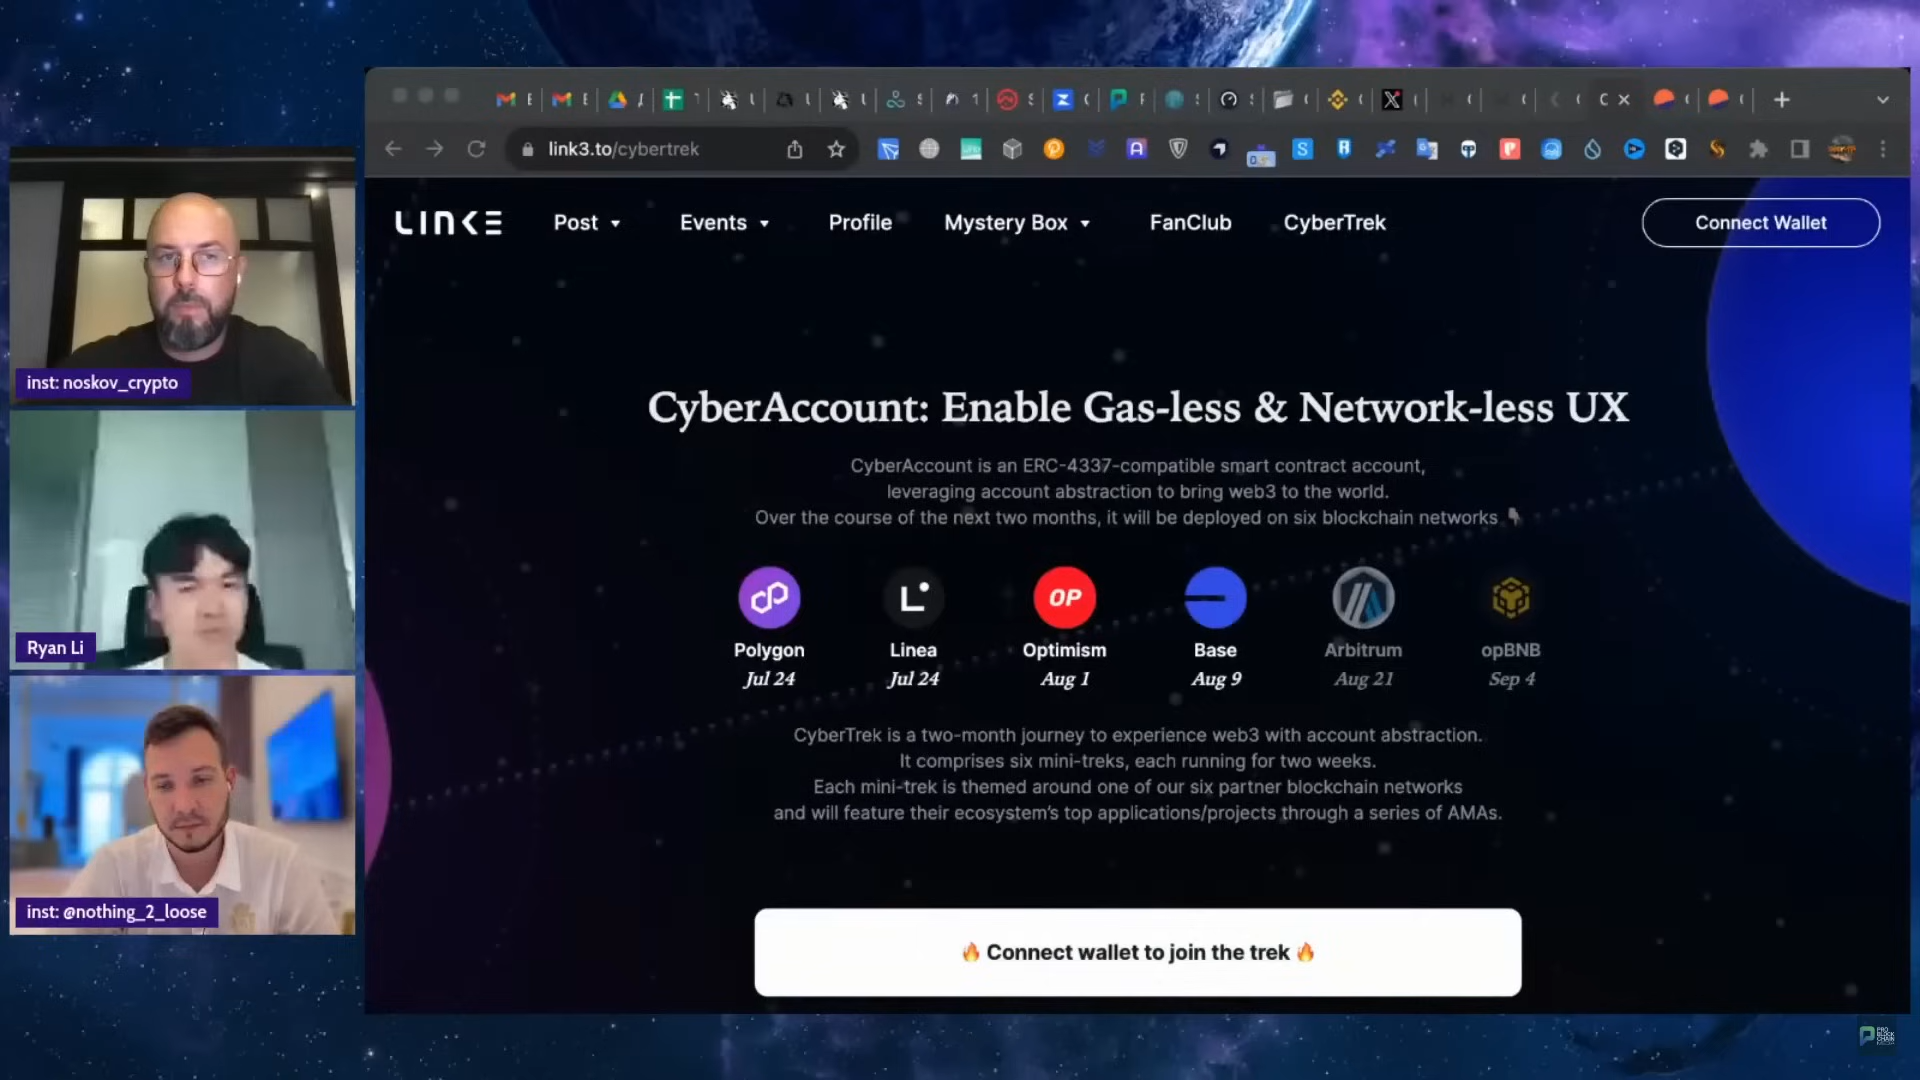 link3.to/cybertrek
LINKE
Post
Events
Profile
Mystery Box
FanClub
CyberTrek
Connect Wallet
inst: noskov_crypto
Ryan Li
inst: @nothing_2_loose
CyberAccount: Enable Gas-less & Network-less UX
CyberAccount is an ERC-4337-compatible smart contract account,
leveraging account abstraction to bring web3 to the world.
Over the course of the next two months, it will be deployed on six blockchain networks 👇
OP
Polygon
Linea
Optimism
Base
Arbitrum
opBNB
Jul 24
Jul 24
Aug 1
Aug 9
Aug 21
Sep 4
CyberTrek is a two-month journey to experience web3 with account abstraction.
It comprises six mini-treks, each running for two weeks.
Each mini-trek is themed around one of our six partner blockchain networks
and will feature their ecosystem's top applications/projects through a series of AMAs.
🔥 Connect wallet to join the trek 🔥
PRO
BLOCK
CHAIN